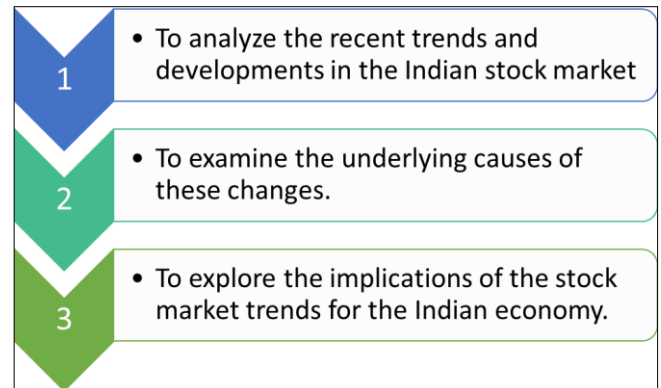 1
• To analyze the recent trends and
developments in the Indian stock market
2
• To examine the underlying causes of
these changes.
3
• To explore the implications of the stock
market trends for the Indian economy.